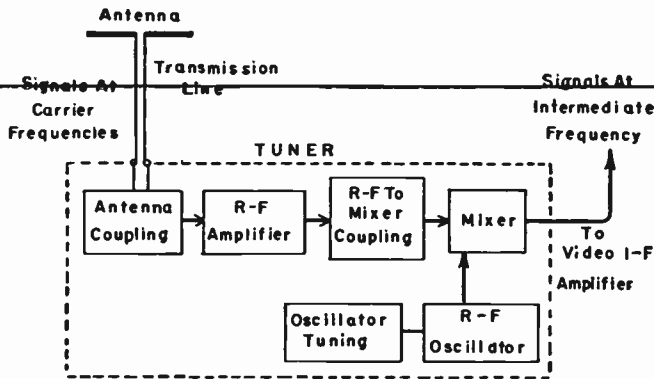 Antenna
Signals At
Carrier
Frequencies
Transmission
Line
Signals At
Intermediate
Frequency
TUNER
Antenna
Coupling
R-F
Amplifier
R-F To
Mixer
Coupling
Mixer
To
Video I-F
Amplifier
Oscillator
Tuning
R-F
Oscillator